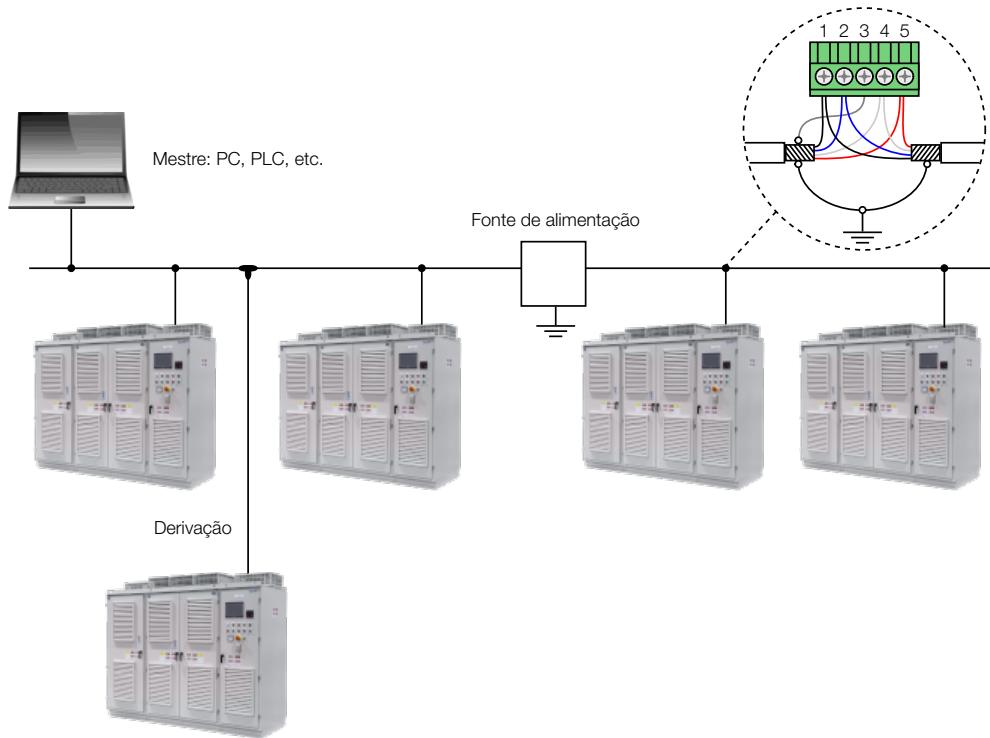 1 2 3 4 5
Mestre: PC, PLC, etc.
Fonte de alimentação
Derivação